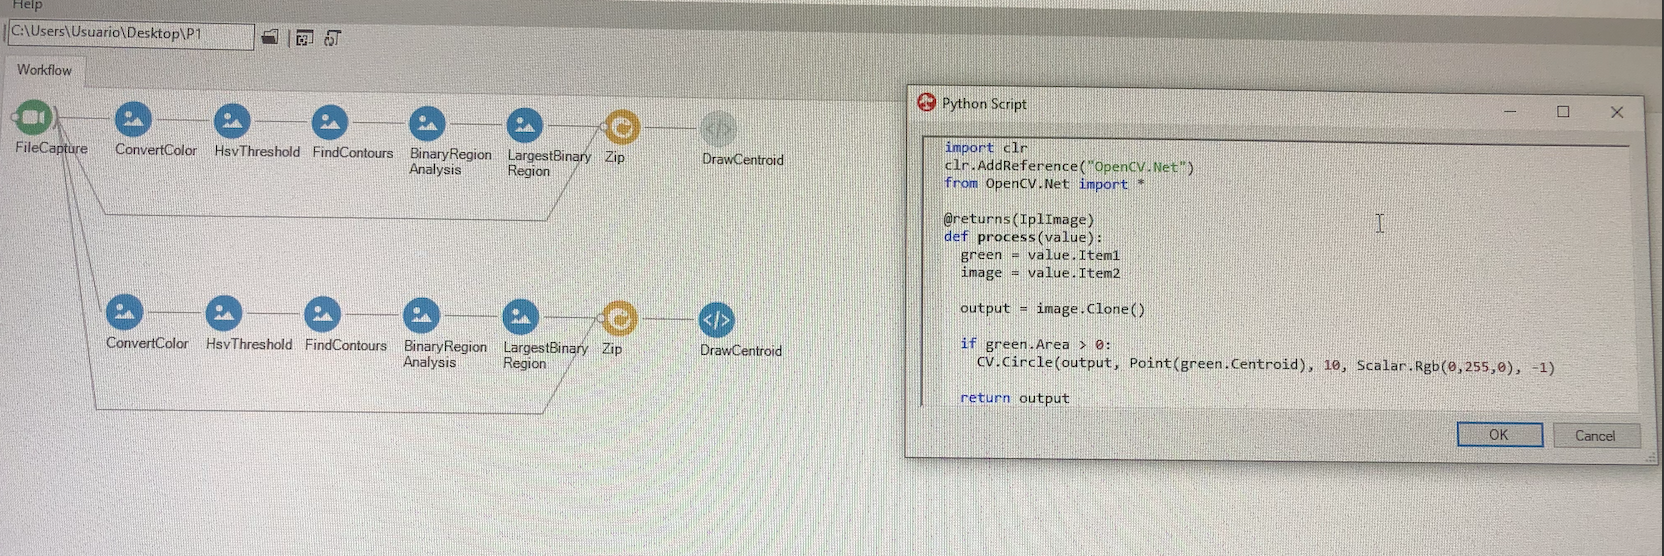 Help
C:\Users\Usuario\Desktop\P1
Workflow
FileCapture
ConvertColor
HsvThreshold
FindContours
BinaryRegion
Analysis
LargestBinary
Region
Zip
DrawCentroid
ConvertColor
HsvThreshold
FindContours
BinaryRegion
Analysis
LargestBinary
Region
Zip
DrawCentroid
Python Script
import clr
clr.AddReference("OpenCV.Net")
from OpenCV.Net import *
@returns(IplImage)
def process(value):
  green = value.Item1
  image = value.Item2
  output = image.Clone()
  if green.Area > 0:
    CV.Circle(output, Point(green.Centroid), 10, Scalar.Rgb(0,255,0), -1)
  return output
OK
Cancel